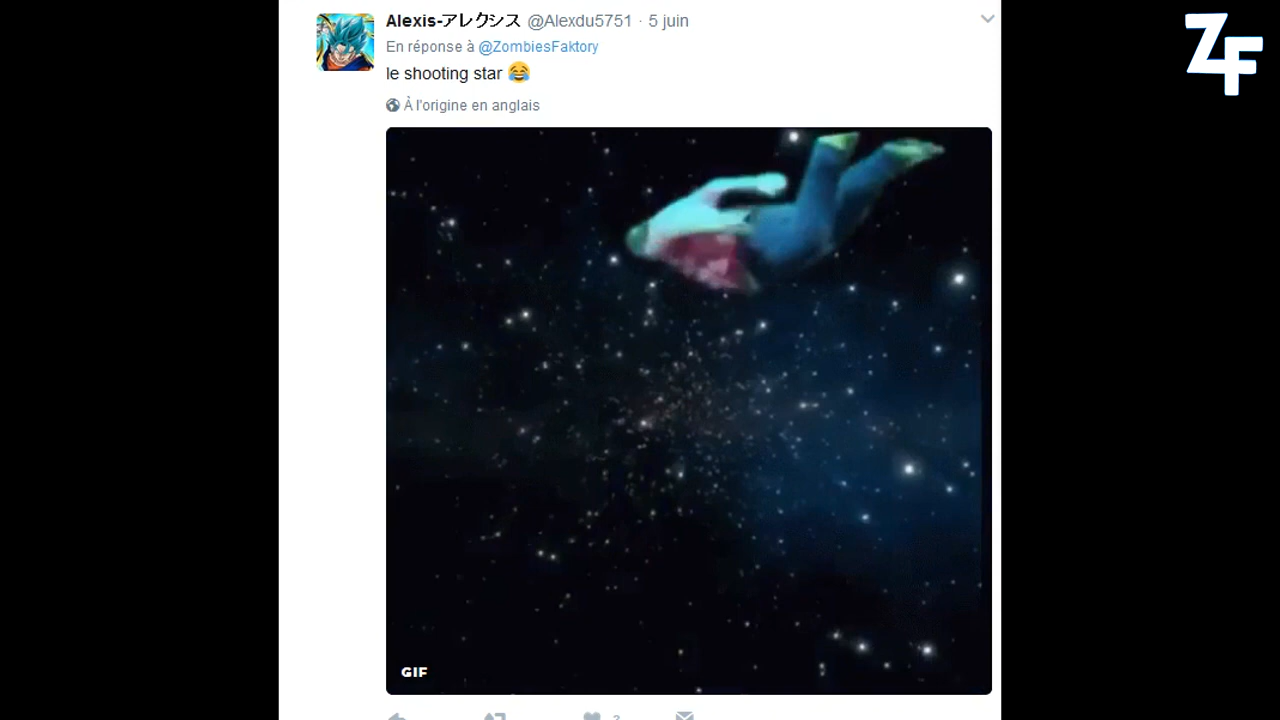 Alexis-アレクシス @Alexdu5751 · 5 juin
En réponse à @ZombiesFaktory
le shooting star 😂
À l'origine en anglais
ZF
GIF